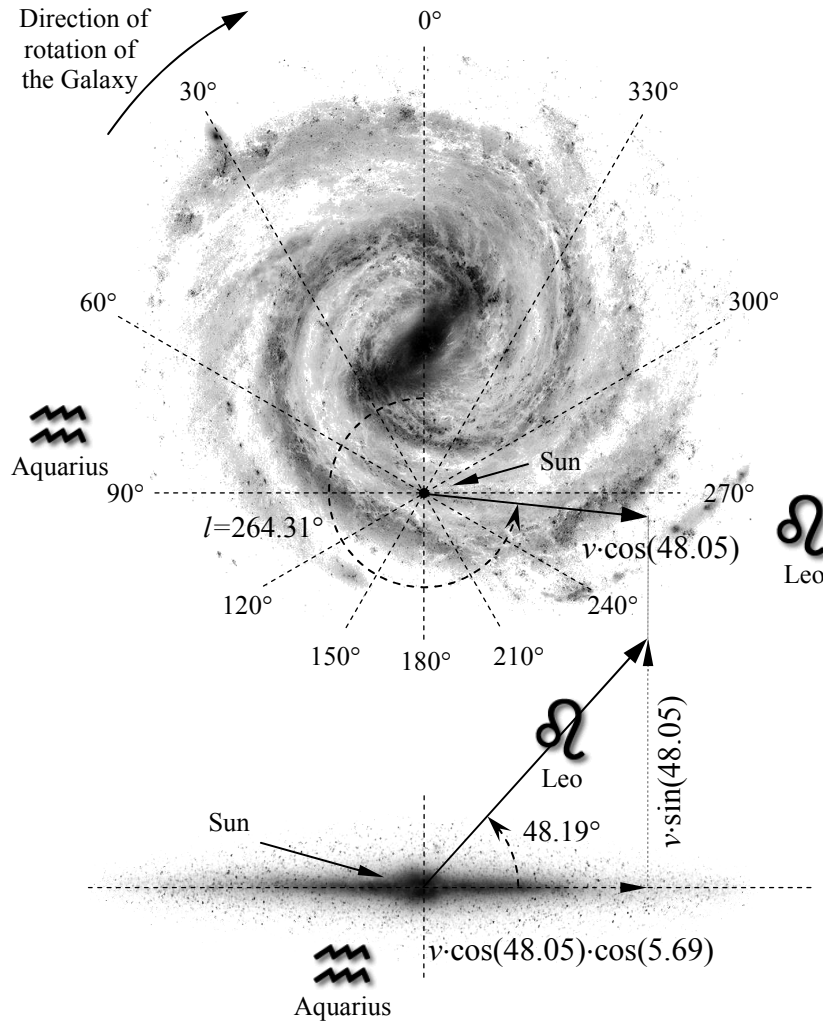 Direction of
rotation of
the Galaxy
0°
30°
330°
60°
300°
Aquarius
Sun
90°
270°
l=264.31°
v·cos(48.05)
Leo
120°
240°
150°
180°
210°
Leo
v·sin(48.05)
Sun
48.19°
v·cos(48.05)·cos(5.69)
Aquarius